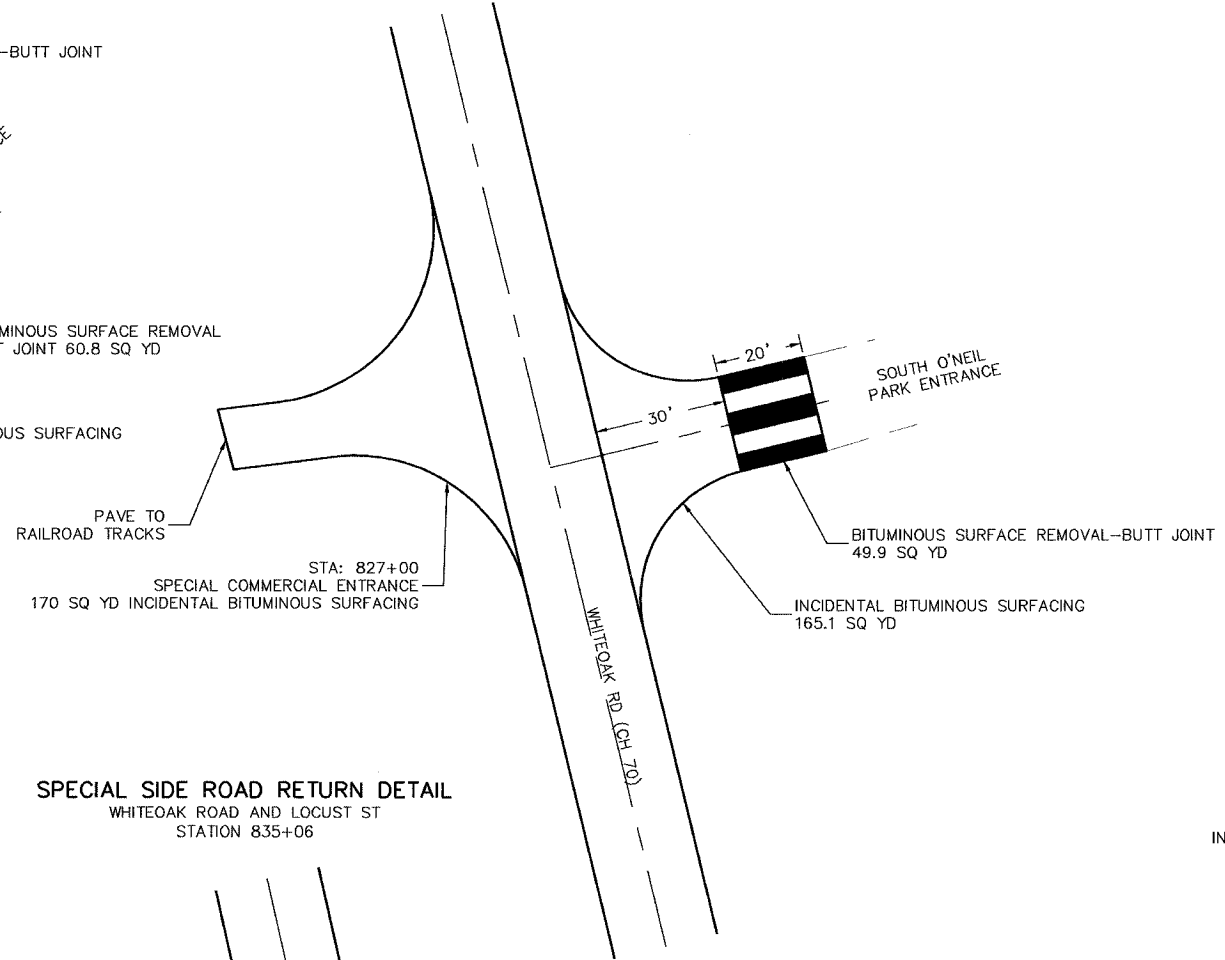 -BUTT JOINT
MINOUS SURFACE REMOVAL
JOINT 60.8 SQ YD
20'
SOUTH O'NEIL
PARK ENTRANCE
30'
OUS SURFACING
PAVE TO
RAILROAD TRACKS
BITUMINOUS SURFACE REMOVAL-BUTT JOINT
49.9 SQ YD
STA: 827+00
SPECIAL COMMERCIAL ENTRANCE
170 SQ YD INCIDENTAL BITUMINOUS SURFACING
INCIDENTAL BITUMINOUS SURFACING
165.1 SQ YD
WHITEOAK RD (CH 70)
SPECIAL SIDE ROAD RETURN DETAIL
WHITEOAK ROAD AND LOCUST ST
STATION 835+06
IN